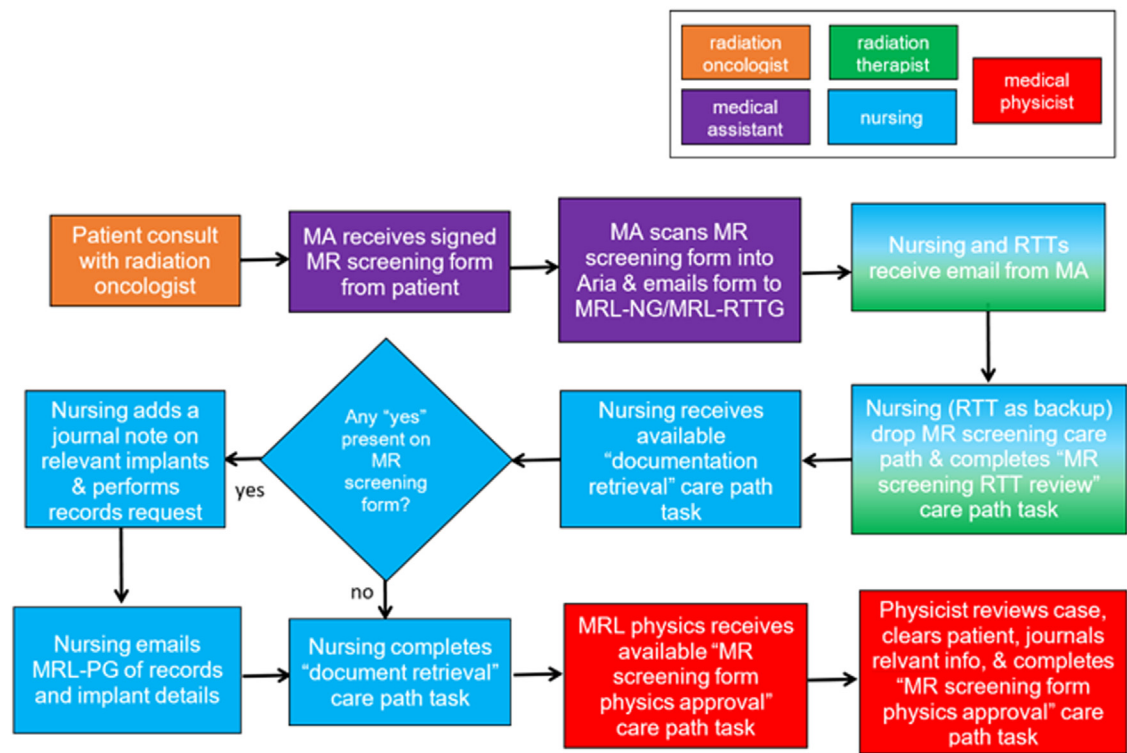 radiation
oncologist
radiation
therapist
medical
physicist
medical
assistant
nursing
Patient consult
with radiation
oncologist
MA receives signed
MR screening form
from patient
MA scans MR
screening form into
Aria & emails form to
MRL-NG/MRL-RTTG
Nursing and RTTs
receive email from MA
Nursing (RTT as backup)
drop MR screening care
path & completes “MR
screening RTT review”
care path task
Nursing receives
available
“documentation
retrieval” care path
task
Any “yes”
present on
MR
screening
form?
yes
no
Nursing adds a
journal note on
relevant implants
& performs
records request
Nursing emails
MRL-PG of records
and implant details
Nursing completes
“document retrieval”
care path task
MRL physics receives
available “MR
screening form
physics approval”
care path task
Physicist reviews case,
clears patient, journals
relvant info, & completes
“MR screening form
physics approval” care
path task